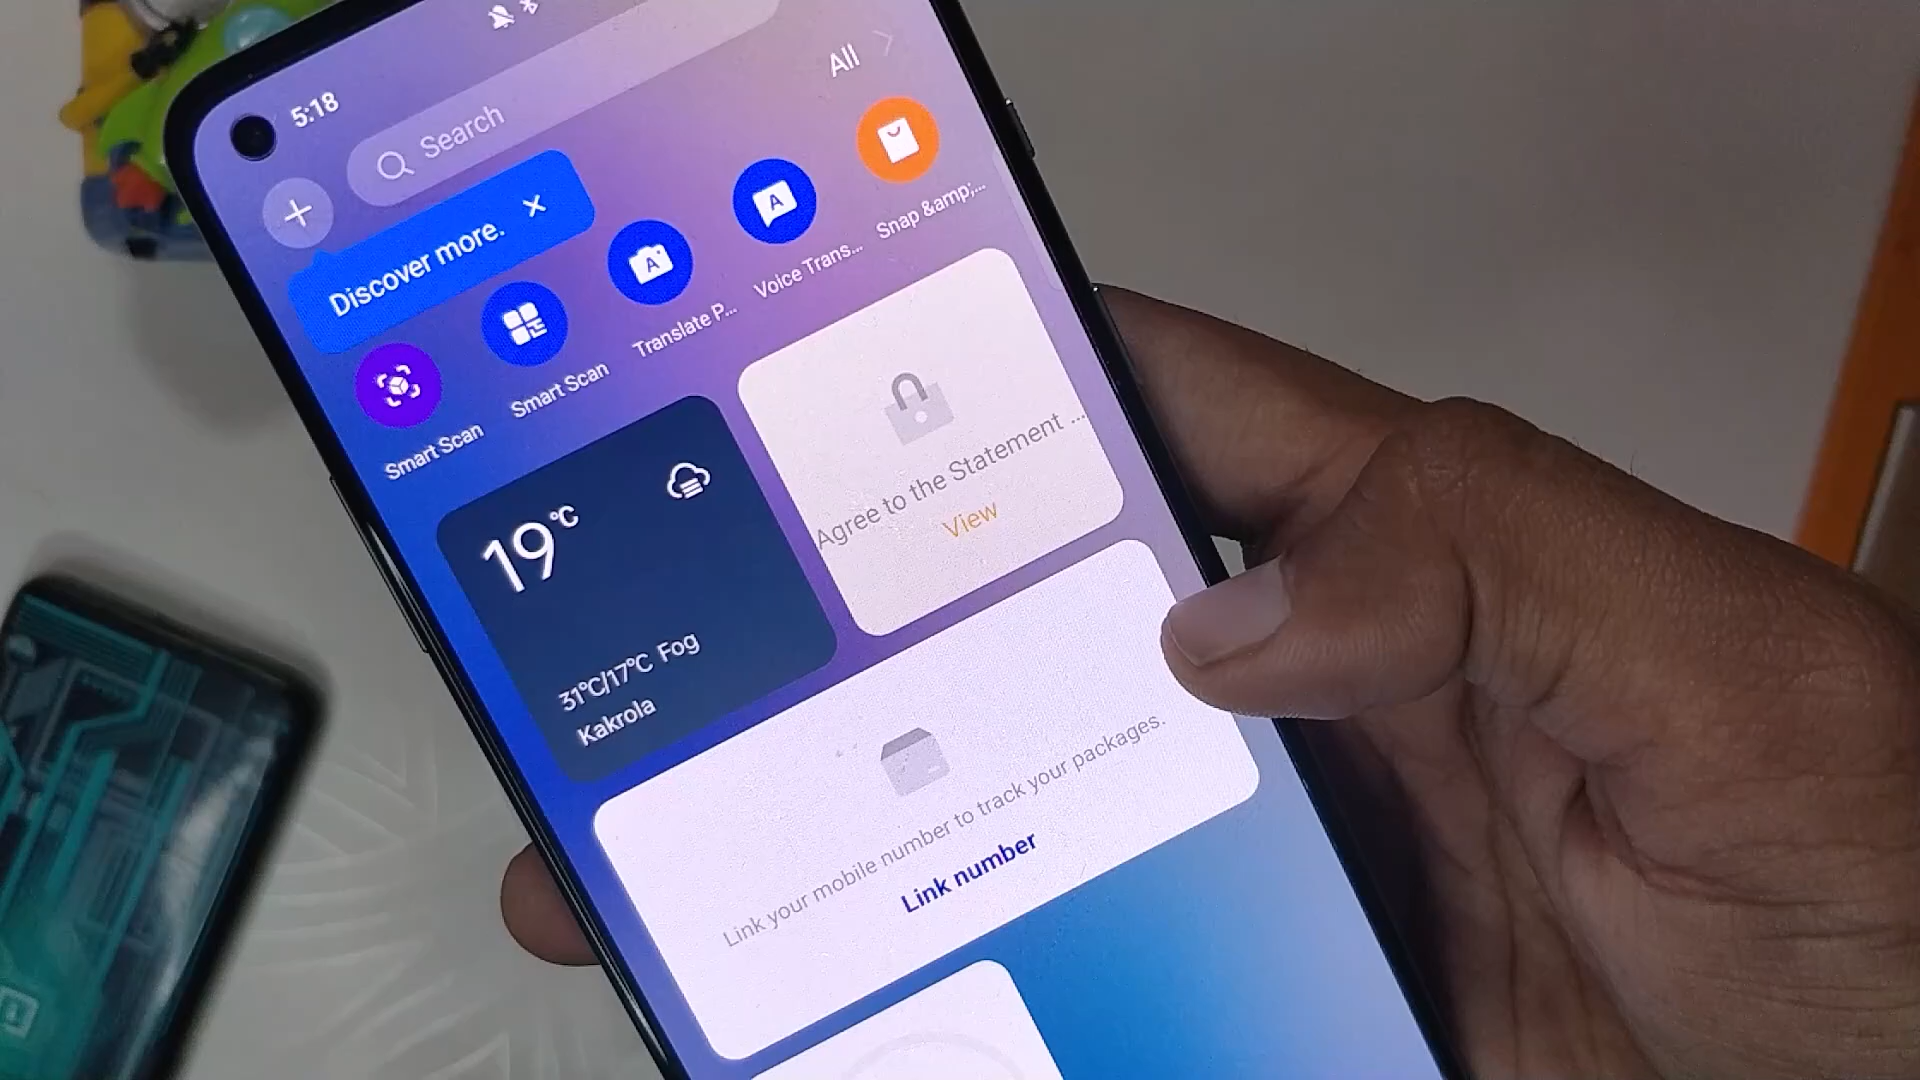 5:18
Search
All
Discover more.
Smart Scan
Smart Scan
Translate P...
Voice Trans...
Snap &amp;...
19°C
31°C/17°C Fog
Kakrola
Agree to the Statement ...
View
Link your mobile number to track your packages.
Link number